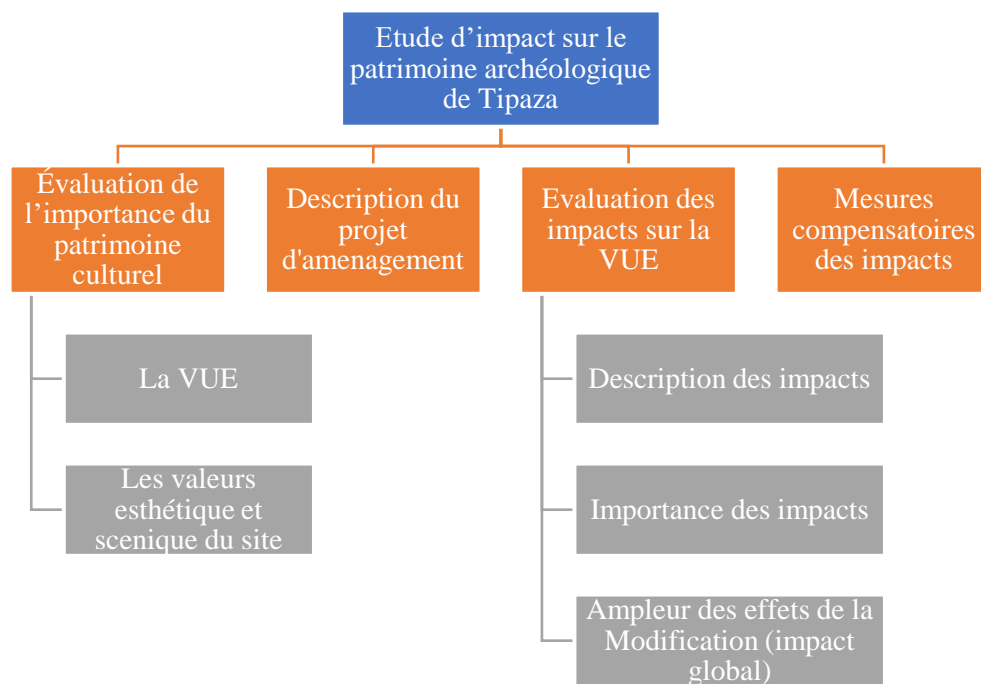 Etude d’impact sur le
patrimoine archéologique
de Tipaza
Évaluation de
l’importance du
patrimoine
culturel
Description du
projet
d'amenagement
Evaluation des
impacts sur la
VUE
Mesures
compensatoires
des impacts
La VUE
Les valeurs
esthétique et
scenique du site
Description des impacts
Importance des impacts
Ampleur des effets de la
Modification (impact
global)